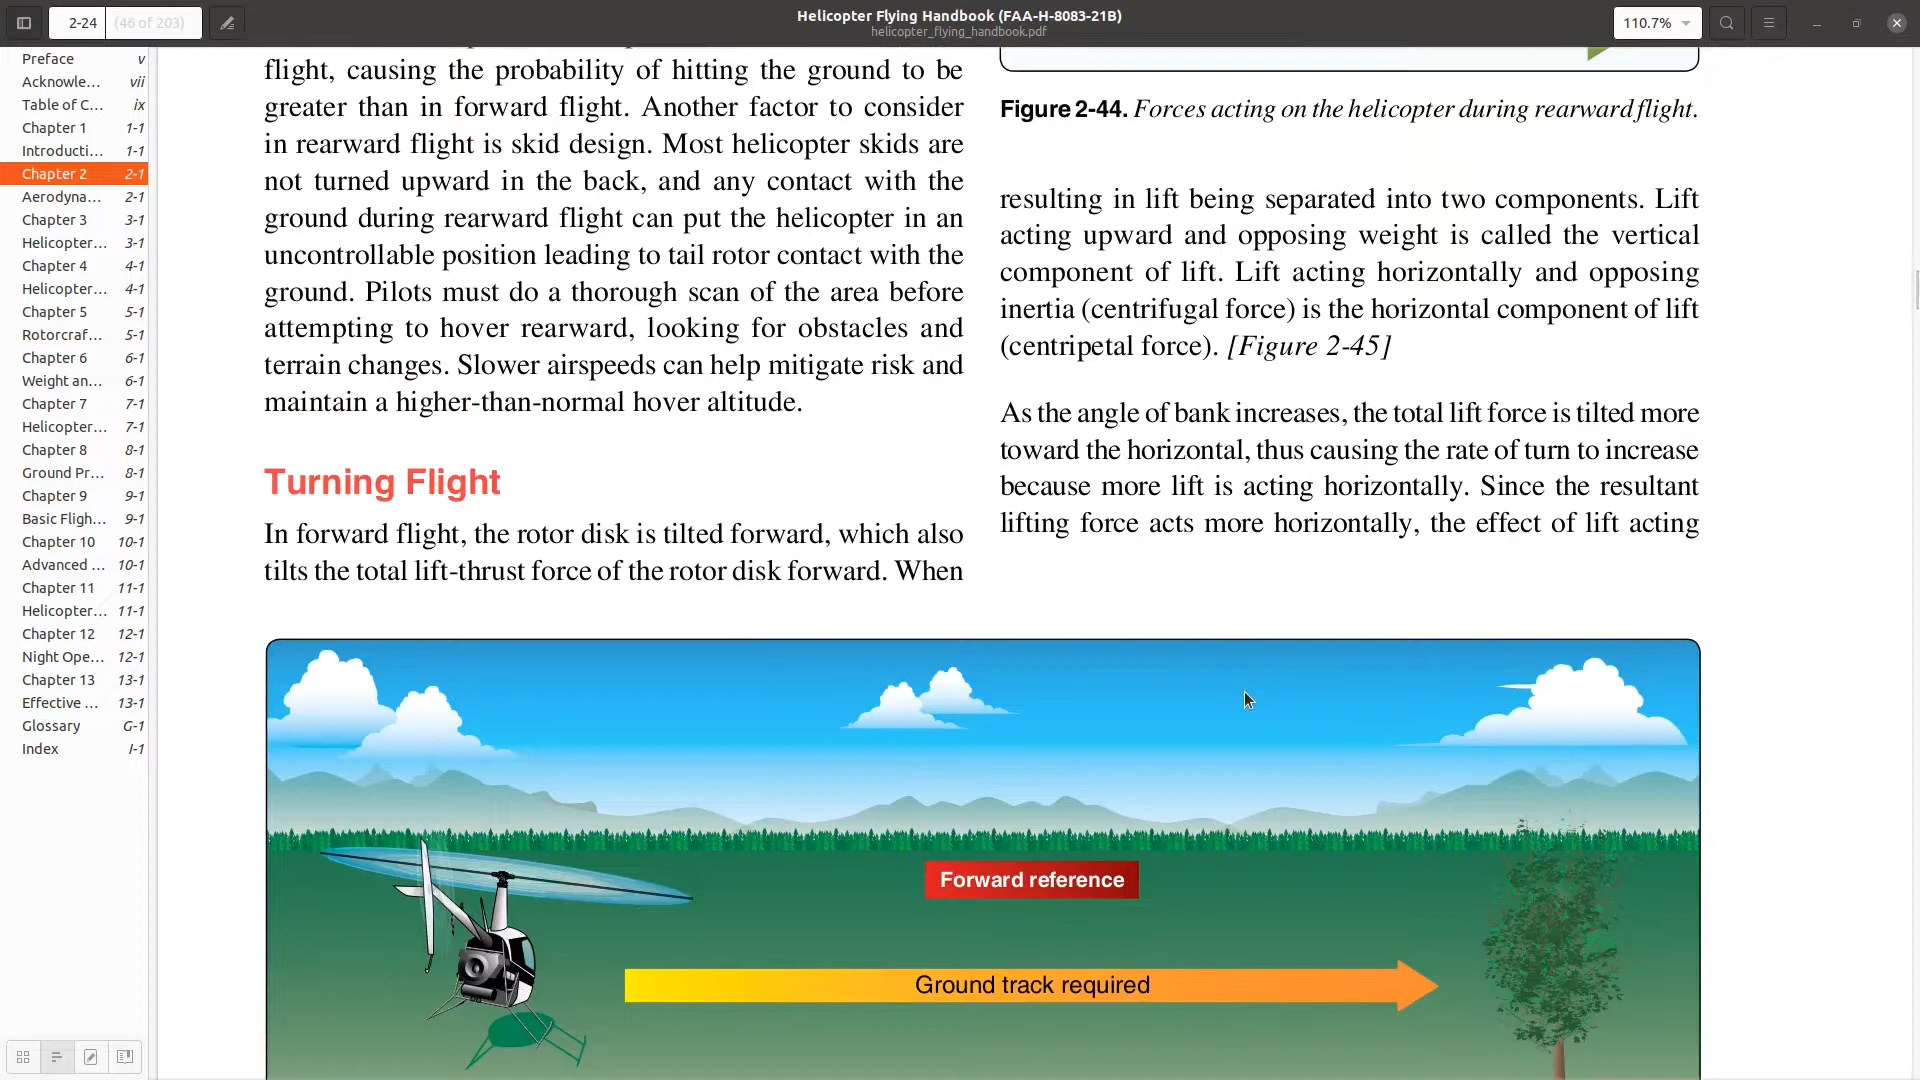 2-24
(46 of 203)
Helicopter Flying Handbook (FAA-H-8083-21B)
helicopter_flying_handbook.pdf
110.7%
Preface v
Acknowle… vii
Table of C… ix
Chapter 1 1-1
Introducti… 1-1
Chapter 2 2-1
Aerodyna… 2-1
Chapter 3 3-1
Helicopter… 3-1
Chapter 4 4-1
Helicopter… 4-1
Chapter 5 5-1
Rotorcraf… 5-1
Chapter 6 6-1
Weight an… 6-1
Chapter 7 7-1
Helicopter… 7-1
Chapter 8 8-1
Ground Pr… 8-1
Chapter 9 9-1
Basic Fligh… 9-1
Chapter 10 10-1
Advanced … 10-1
Chapter 11 11-1
Helicopter… 11-1
Chapter 12 12-1
Night Ope… 12-1
Chapter 13 13-1
Effective … 13-1
Glossary G-1
Index I-1
flight, causing the probability of hitting the ground to be
greater than in forward flight. Another factor to consider
in rearward flight is skid design. Most helicopter skids are
not turned upward in the back, and any contact with the
ground during rearward flight can put the helicopter in an
uncontrollable position leading to tail rotor contact with the
ground. Pilots must do a thorough scan of the area before
attempting to hover rearward, looking for obstacles and
terrain changes. Slower airspeeds can help mitigate risk and
maintain a higher-than-normal hover altitude.
Turning Flight
In forward flight, the rotor disk is tilted forward, which also
tilts the total lift-thrust force of the rotor disk forward. When
Figure 2-44. Forces acting on the helicopter during rearward flight.
resulting in lift being separated into two components. Lift
acting upward and opposing weight is called the vertical
component of lift. Lift acting horizontally and opposing
inertia (centrifugal force) is the horizontal component of lift
(centripetal force). [Figure 2-45]
As the angle of bank increases, the total lift force is tilted more
toward the horizontal, thus causing the rate of turn to increase
because more lift is acting horizontally. Since the resultant
lifting force acts more horizontally, the effect of lift acting
Forward reference
Ground track required